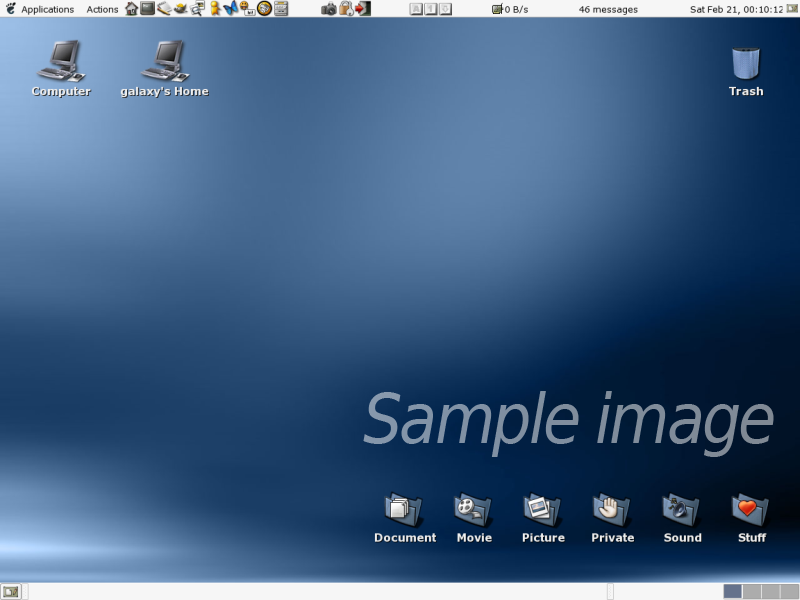 Applications Actions 0 B/s 46 messages Sat Feb 21, 00:10:12
Computer galaxy's Home Trash
Sample image
Document Movie Picture Private Sound Stuff